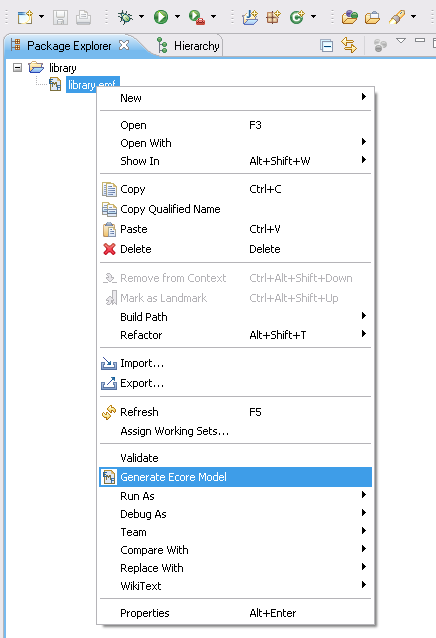 Package Explorer Hierarchy
library
library.emf
New
Open F3
Open With
Show In Alt+Shift+W
Copy Ctrl+C
Copy Qualified Name
Paste Ctrl+V
Delete Delete
Remove from Context Ctrl+Alt+Shift+Down
Mark as Landmark Ctrl+Alt+Shift+Up
Build Path
Refactor Alt+Shift+T
Import...
Export...
Refresh F5
Assign Working Sets...
Validate
Generate Ecore Model
Run As
Debug As
Team
Compare With
Replace With
WikiText
Properties Alt+Enter